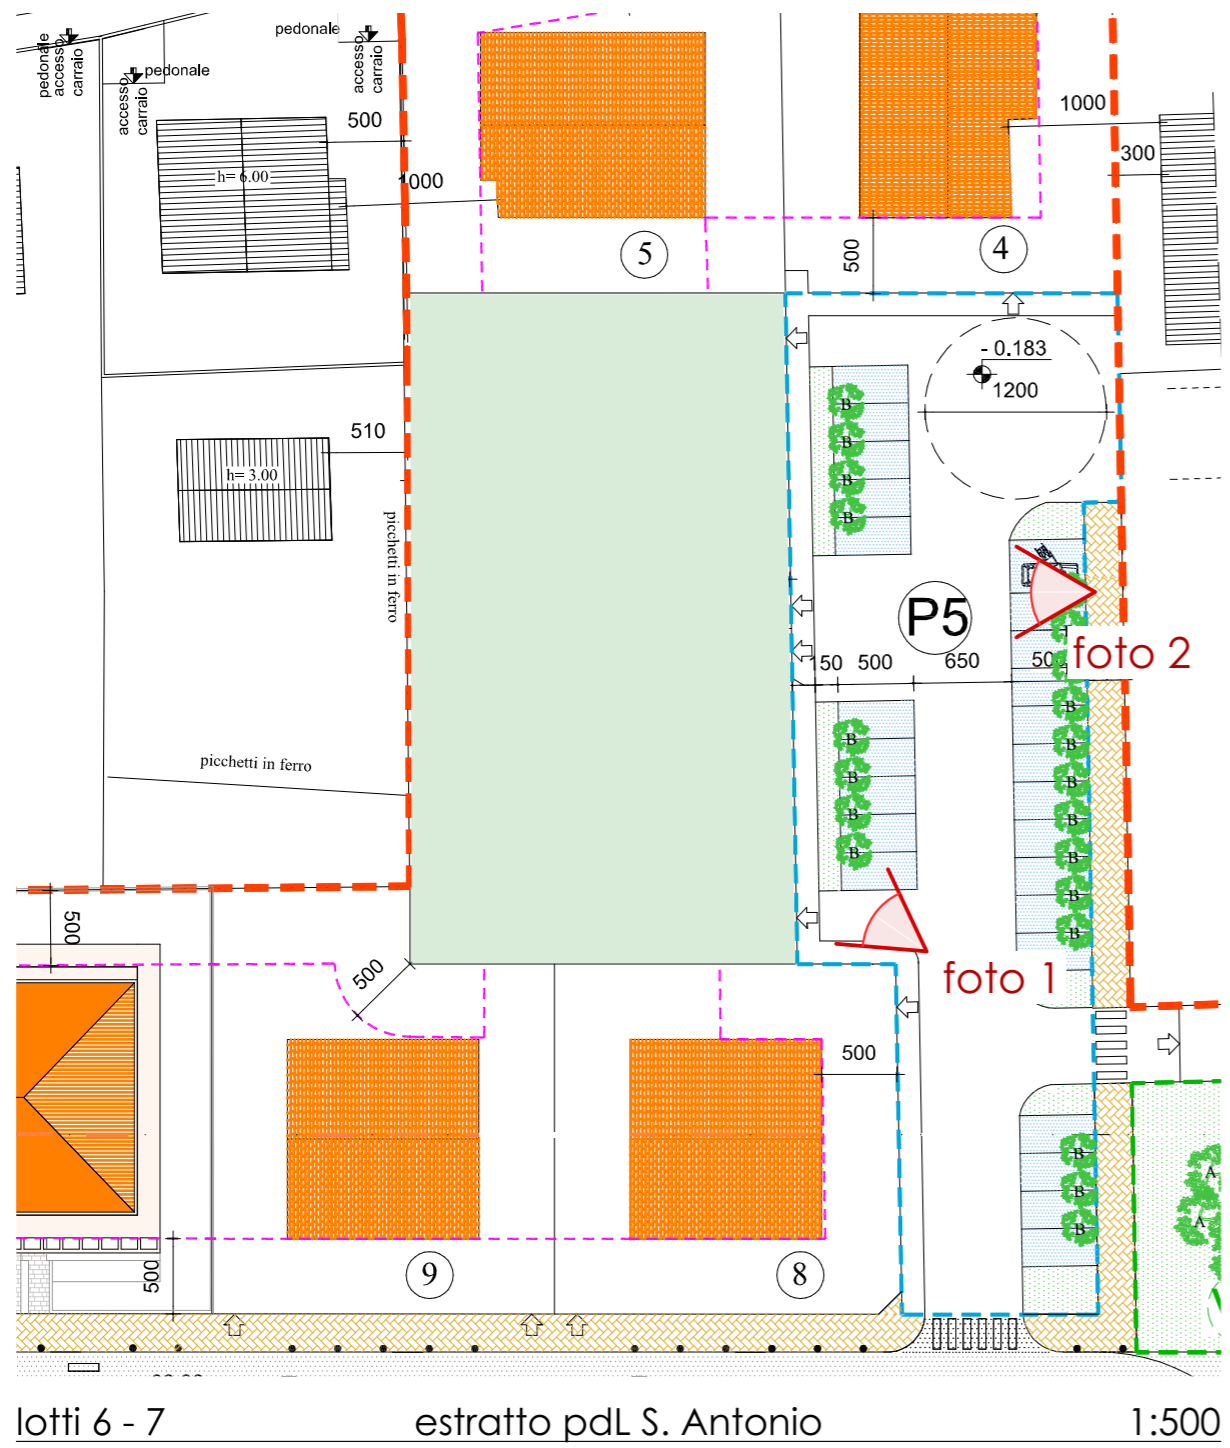 pedonale
accesso
carraio
pedonale
accesso
carraio
pedonale
accesso
carraio
500
h= 6.00
1000
5
4
1000
300
500
- 0.183
1200
B
B
B
B
510
h= 3.00
picchetti in ferro
P5
foto 2
150
500
650
picchetti in ferro
B
B
B
B
B
B
B
B
B
B
B
foto 1
500
500
500
B
B
B
A
A
500
9
8
lotti 6 - 7
estratto pdL S. Antonio
1:500